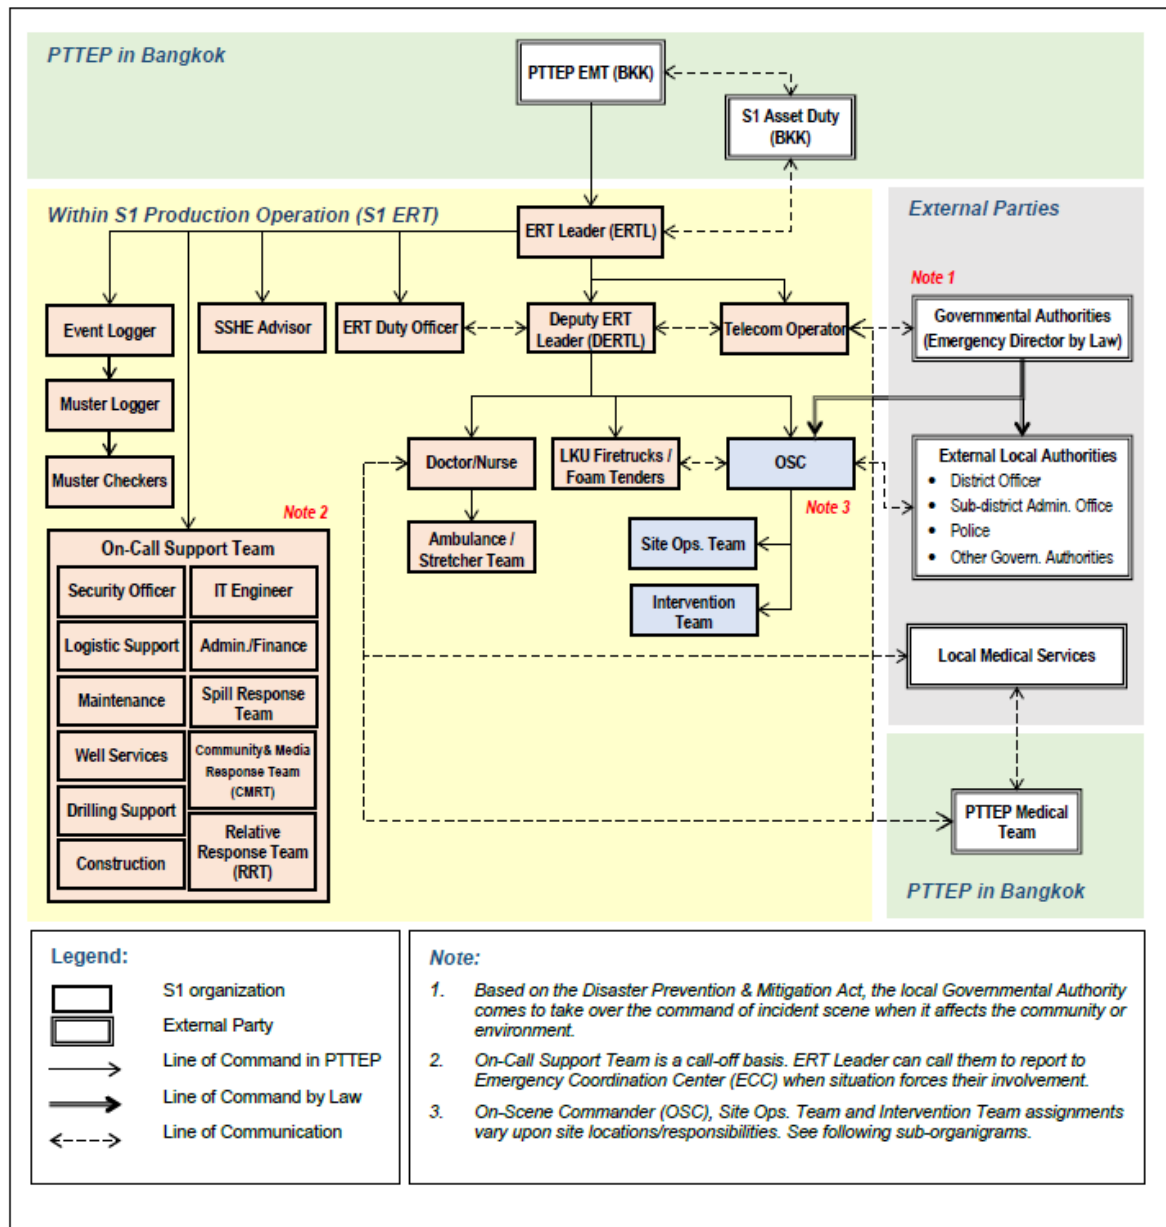 PTTEP in Bangkok
PTTEP EMT (BKK)
S1 Asset Duty
(BKK)
Within S1 Production Operation (S1 ERT)
ERT Leader (ERTL)
External Parties
Note 1
Event Logger
SSHE Advisor
ERT Duty Officer
Deputy ERT
Leader (DERTL)
Telecom Operator
Governmental Authorities
(Emergency Director by Law)
Muster Logger
Muster Checkers
Doctor/Nurse
LKU Firetrucks /
Foam Tenders
OSC
External Local Authorities
• District Officer
• Sub-district Admin. Office
• Police
• Other Govern. Authorities
Note 2
Note 3
On-Call Support Team
Ambulance /
Stretcher Team
Site Ops. Team
Intervention
Team
Security Officer
IT Engineer
Logistic Support
Admin./Finance
Maintenance
Spill Response
Team
Well Services
Community& Media
Response Team
(CMRT)
Drilling Support
Construction
Relative
Response Team
(RRT)
Local Medical Services
PTTEP Medical
Team
PTTEP in Bangkok
Legend:
S1 organization
External Party
Line of Command in PTTEP
Line of Command by Law
Line of Communication
Note:
1. Based on the Disaster Prevention & Mitigation Act, the local Governmental Authority
comes to take over the command of incident scene when it affects the community or
environment.
2. On-Call Support Team is a call-off basis. ERT Leader can call them to report to
Emergency Coordination Center (ECC) when situation forces their involvement.
3. On-Scene Commander (OSC), Site Ops. Team and Intervention Team assignments
vary upon site locations/responsibilities. See following sub-organigrams.